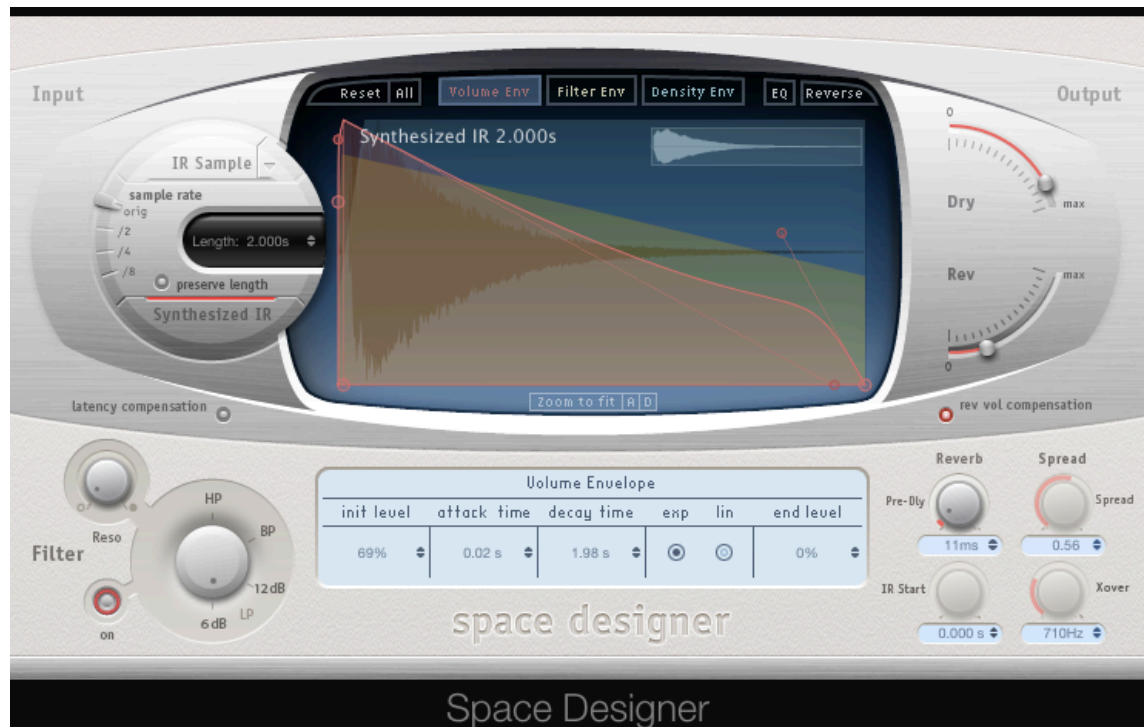 Input
Output
Reset All Volume Env Filter Env Density Env EQ Reverse
Synthesized IR 2.000s
IR Sample
sample rate
orig
/2
/4
/8
Length: 2.000s
preserve length
Synthesized IR
0
Dry
max
Rev
max
0
Zoom to fit A D
latency compensation
rev vol compensation
Filter
Reso
on
HP
BP
12dB
LP
6dB
Volume Envelope
init level attack time decay time exp lin end level
69% 0.02 s 1.98 s 0%
space designer
Reverb Spread
Pre-Dly Spread
11ms 0.56
IR Start Xover
0.000 s 710Hz
Space Designer